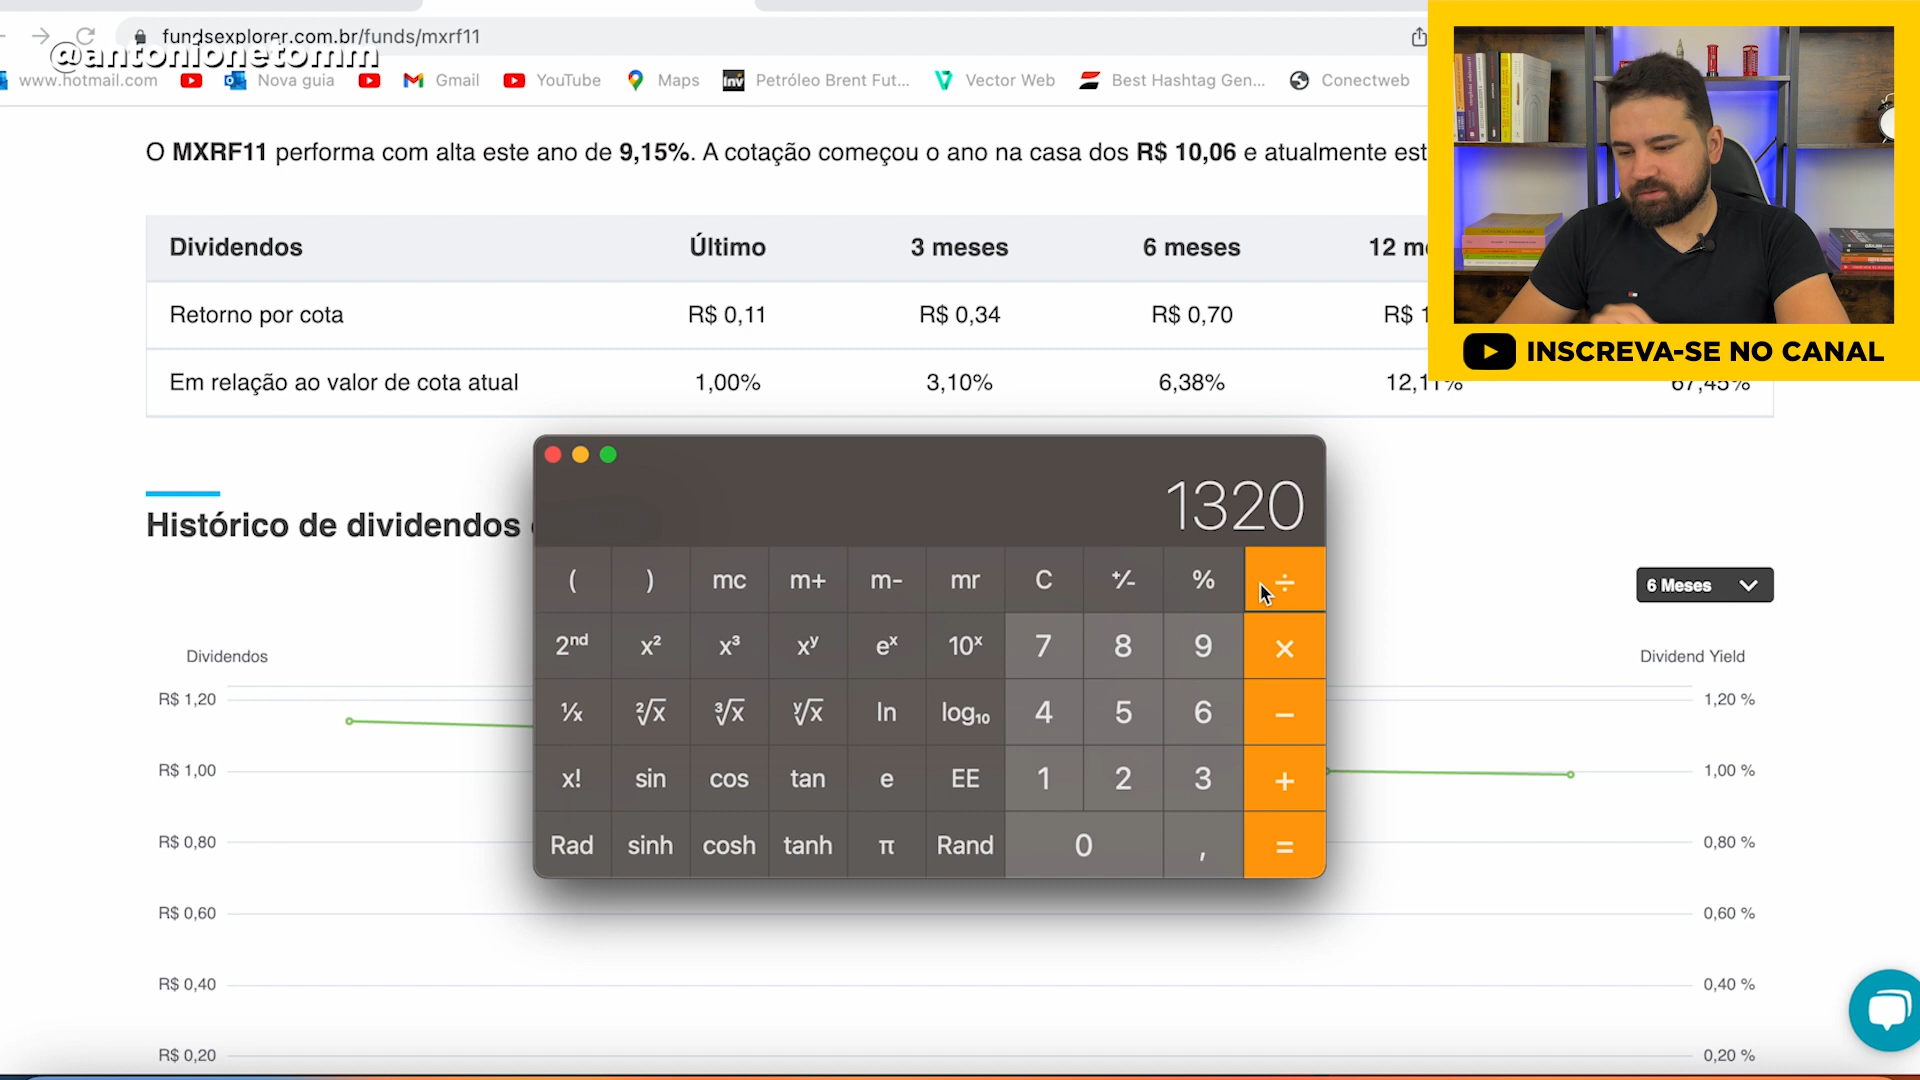 fundsexplorer.com.br/funds/mxrf11
@antonionetomm
www.hotmail.com Nova guia Gmail YouTube Maps Inv Petróleo Brent Fut... Vector Web Best Hashtag Gen... Conectweb
O MXRF11 performa com alta este ano de 9,15%. A cotação começou o ano na casa dos R$ 10,06 e atualmente est
Dividendos Último 3 meses 6 meses 12 m
Retorno por cota R$ 0,11 R$ 0,34 R$ 0,70 R$ 1
Em relação ao valor de cota atual 1,00% 3,10% 6,38% 12,11% 67,45%
INSCREVA-SE NO CANAL
Histórico de dividendos
6 Meses
Dividendos Dividend Yield
R$ 1,20 1,20 %
R$ 1,00 1,00 %
R$ 0,80 0,80 %
R$ 0,60 0,60 %
R$ 0,40 0,40 %
R$ 0,20 0,20 %
1320
( ) mc m+ m- mr C +/- % ÷
2nd x² x³ xʸ eˣ 10ˣ 7 8 9 ×
¹/x ²√x ³√x ʸ√x ln log₁₀ 4 5 6 −
x! sin cos tan e EE 1 2 3 +
Rad sinh cosh tanh π Rand 0 , =